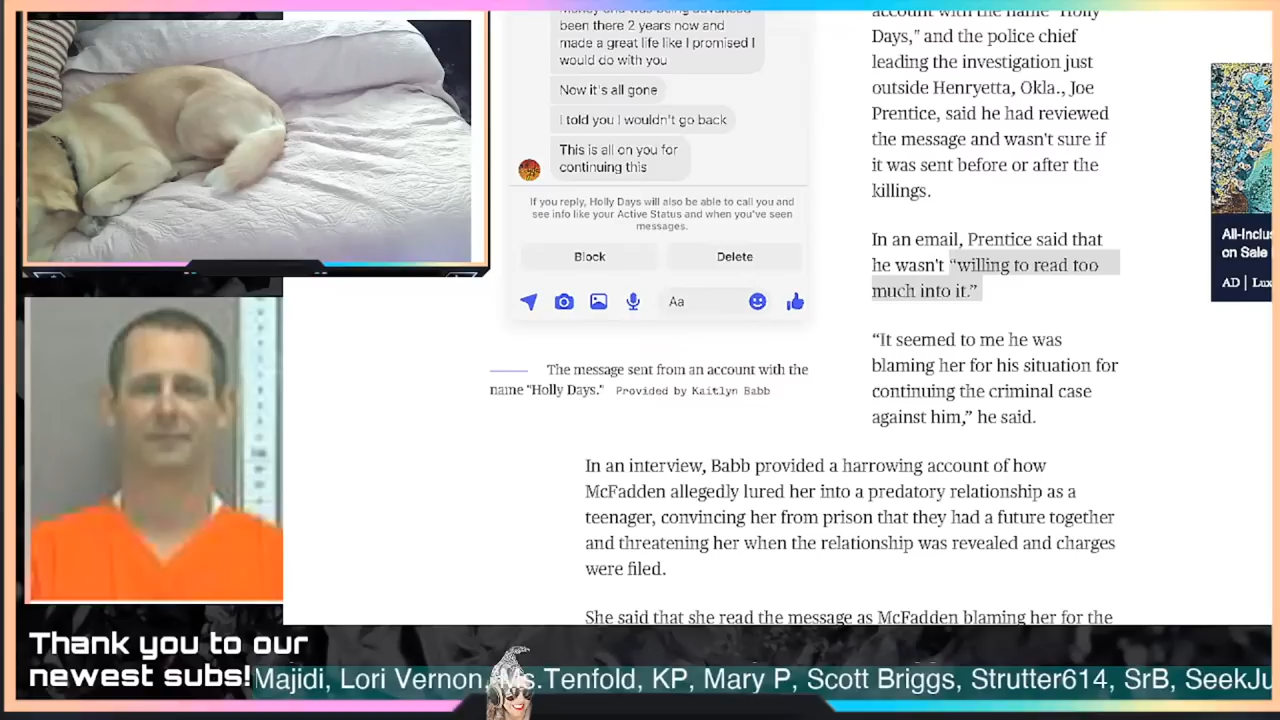 been there 2 years now and
made a great life like I promised I
would do with you
Now it's all gone
I told you I wouldn't go back
This is all on you for
continuing this
If you reply, Holly Days will also be able to call you and
see info like your Active Status and when you've seen
messages.
Block
Delete
Aa
The message sent from an account with the
name "Holly Days." Provided by Kaitlyn Babb
account with the name "Holly
Days," and the police chief
leading the investigation just
outside Henryetta, Okla., Joe
Prentice, said he had reviewed
the message and wasn't sure if
it was sent before or after the
killings.
In an email, Prentice said that
he wasn't “willing to read too
much into it.”
“It seemed to me he was
blaming her for his situation for
continuing the criminal case
against him,” he said.
In an interview, Babb provided a harrowing account of how
McFadden allegedly lured her into a predatory relationship as a
teenager, convincing her from prison that they had a future together
and threatening her when the relationship was revealed and charges
were filed.
She said that she read the message as McFadden blaming her for the
All-Inclus
on Sale
AD | Lux
Thank you to our
newest subs!
Majidi, Lori Vernon, Ms.Tenfold, KP, Mary P, Scott Briggs, Strutter614, SrB, SeekJu